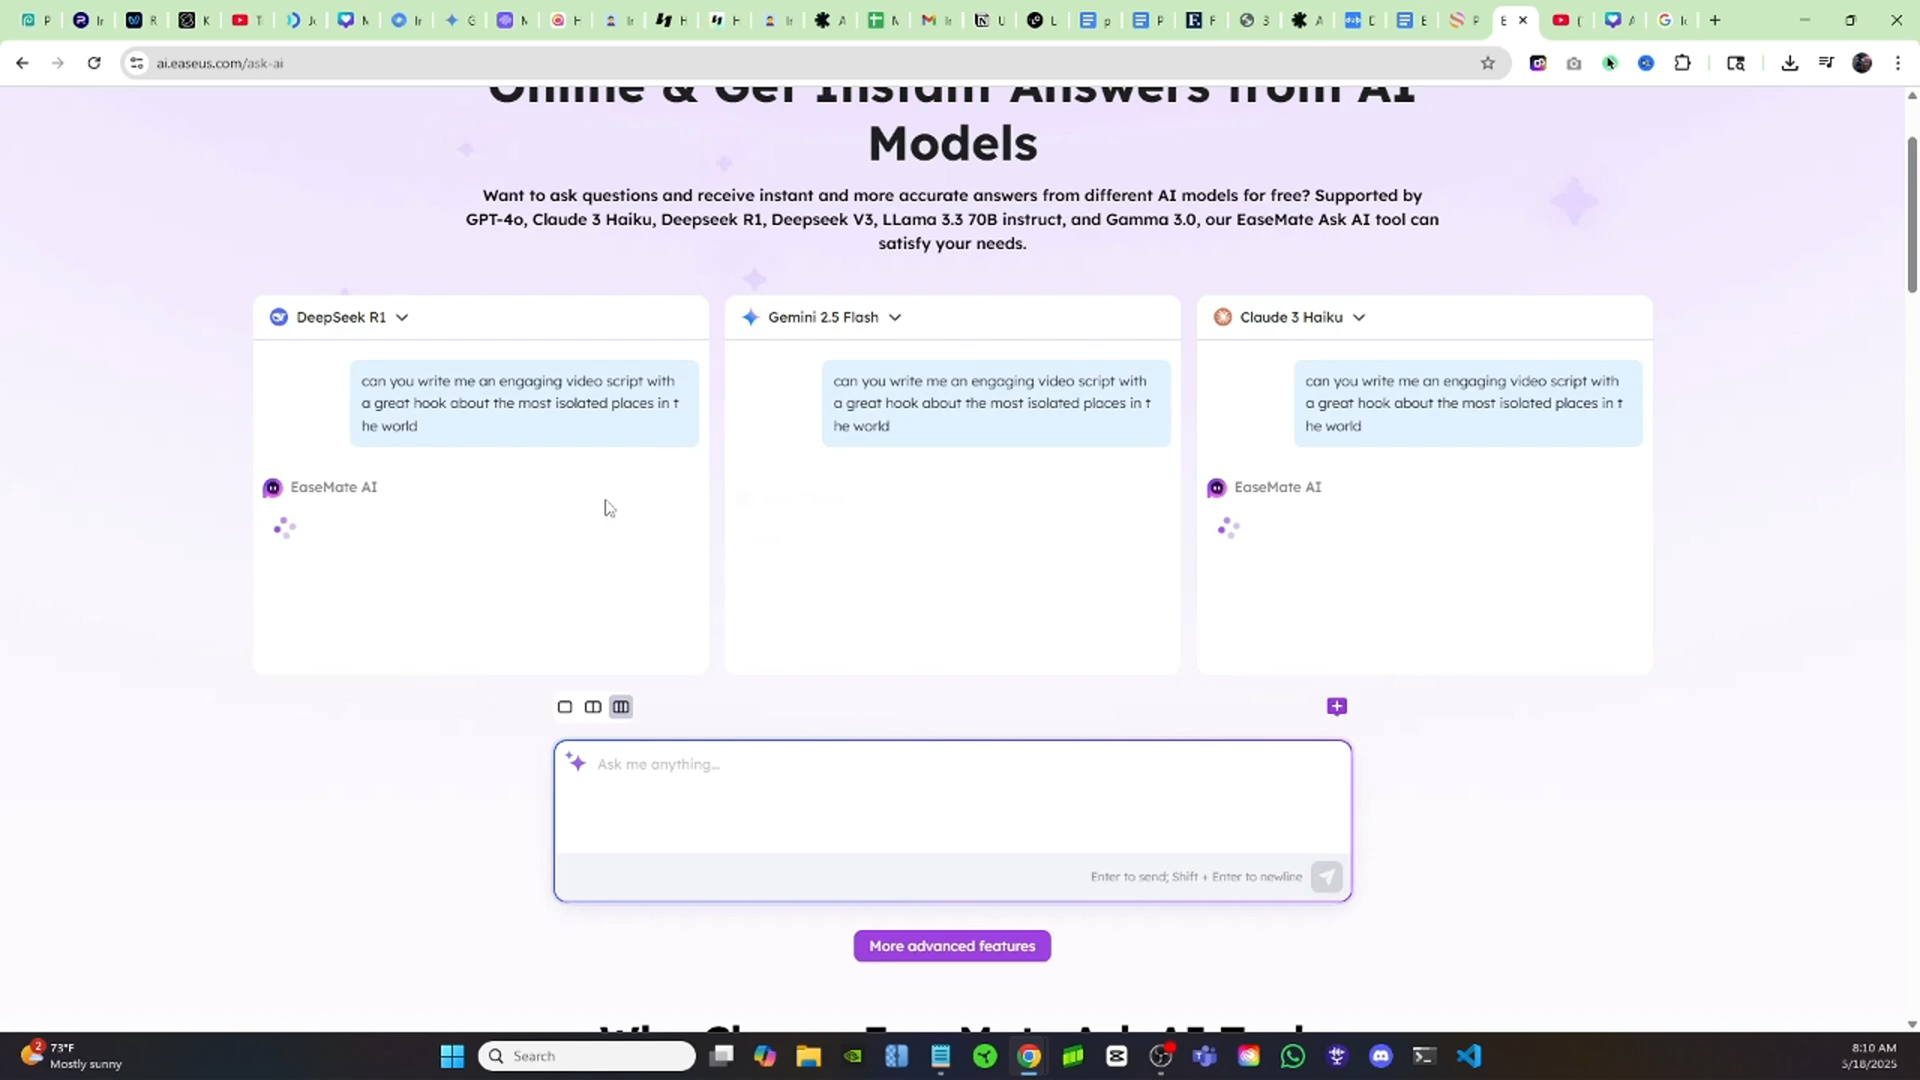 ai.easeus.com/ask-ai
Online & Get Instant Answers from AI
Models
Want to ask questions and receive instant and more accurate answers from different AI models for free? Supported by
GPT-4o, Claude 3 Haiku, Deepseek R1, Deepseek V3, LLama 3.3 70B instruct, and Gamma 3.0, our EaseMate Ask AI tool can
satisfy your needs.
DeepSeek R1
Gemini 2.5 Flash
Claude 3 Haiku
can you write me an engaging video script with
a great hook about the most isolated places in t
he world
can you write me an engaging video script with
a great hook about the most isolated places in t
he world
can you write me an engaging video script with
a great hook about the most isolated places in t
he world
EaseMate AI
EaseMate AI
Ask me anything...
Enter to send; Shift + Enter to newline
More advanced features
2
73°F
Mostly sunny
Search
8:10 AM
5/18/2025